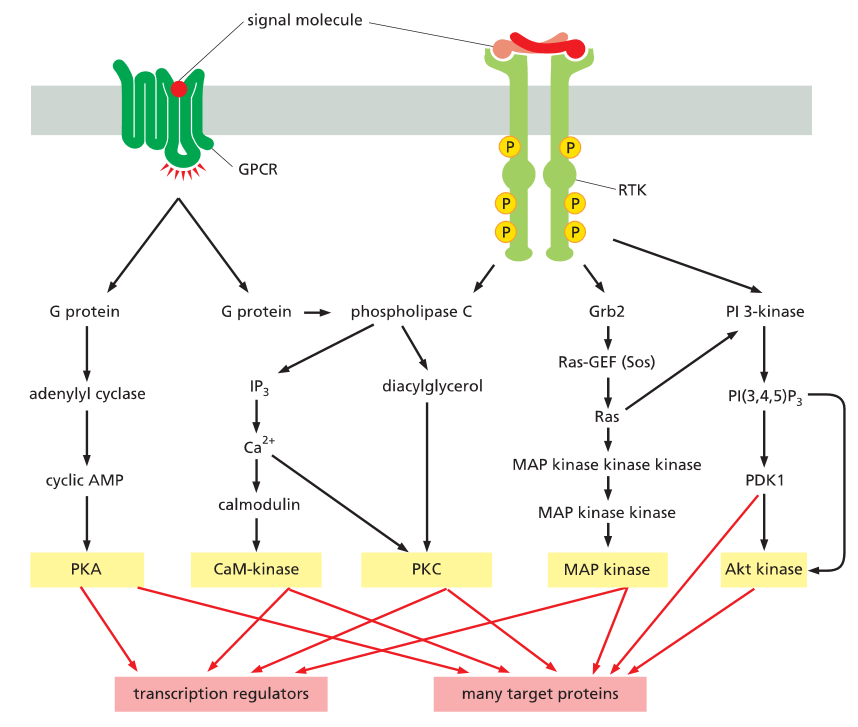 signal molecule
GPCR
P
P
RTK
P
P
P
P
G protein
G protein
phospholipase C
Grb2
PI 3-kinase
Ras-GEF (Sos)
adenylyl cyclase
IP3
diacylglycerol
PI(3,4,5)P3
Ras
Ca2+
MAP kinase kinase kinase
cyclic AMP
PDK1
calmodulin
MAP kinase kinase
PKA
CaM-kinase
PKC
MAP kinase
Akt kinase
transcription regulators
many target proteins